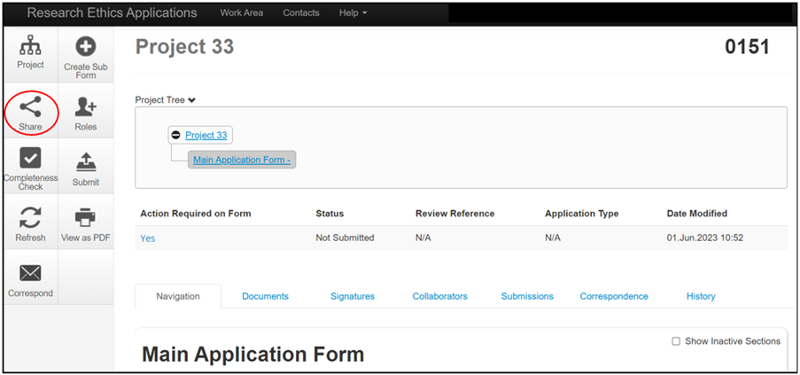 Research Ethics Applications Work Area Contacts Help
Project Create Sub Form
Share Roles
Completeness Check Submit
Refresh View as PDF
Correspond
Project 33 0151
Project Tree
Project 33
Main Application Form -
Action Required on Form Status Review Reference Application Type Date Modified
Yes Not Submitted N/A N/A 01.Jun.2023 10:52
Navigation Documents Signatures Collaborators Submissions Correspondence History
Show Inactive Sections
Main Application Form